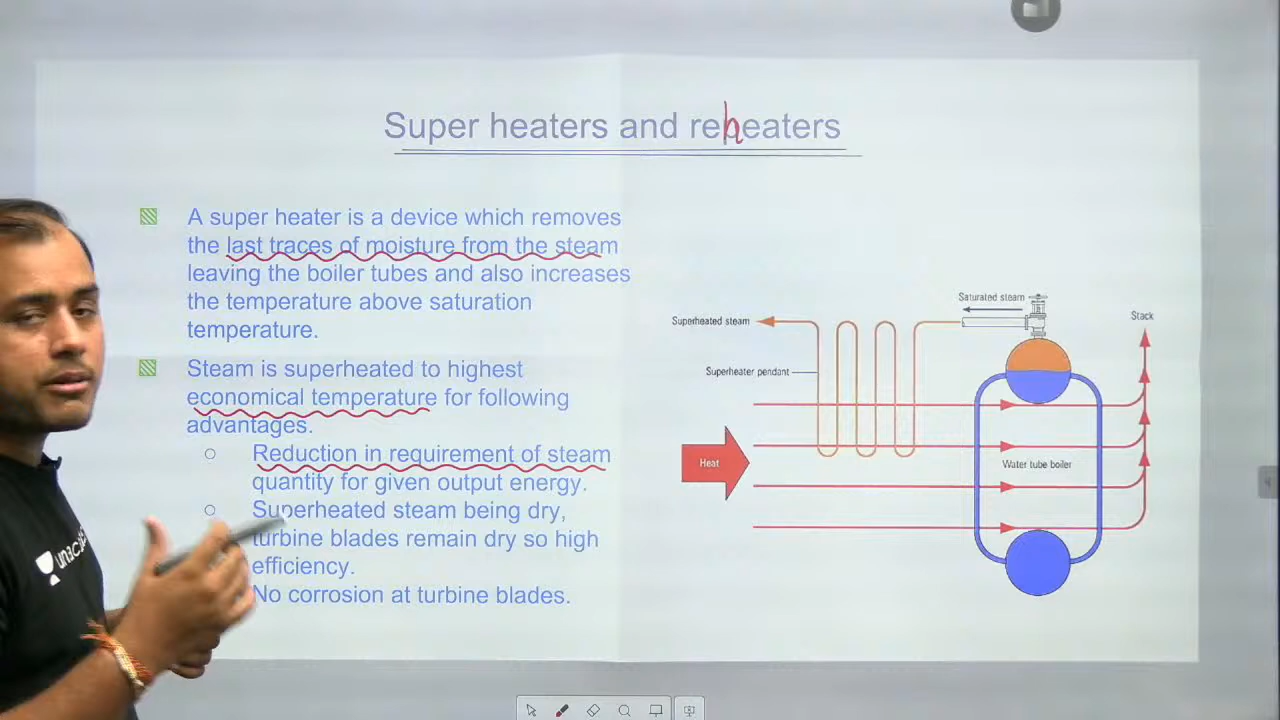 Super heaters and reheaters
A super heater is a device which removes
the last traces of moisture from the steam
leaving the boiler tubes and also increases
the temperature above saturation
temperature.
Steam is superheated to highest
economical temperature for following
advantages.
Reduction in requirement of steam
quantity for given output energy.
Superheated steam being dry,
turbine blades remain dry so high
efficiency.
No corrosion at turbine blades.
Saturated steam
Superheated steam
Stack
Superheater pendant
Heat
Water tube boiler